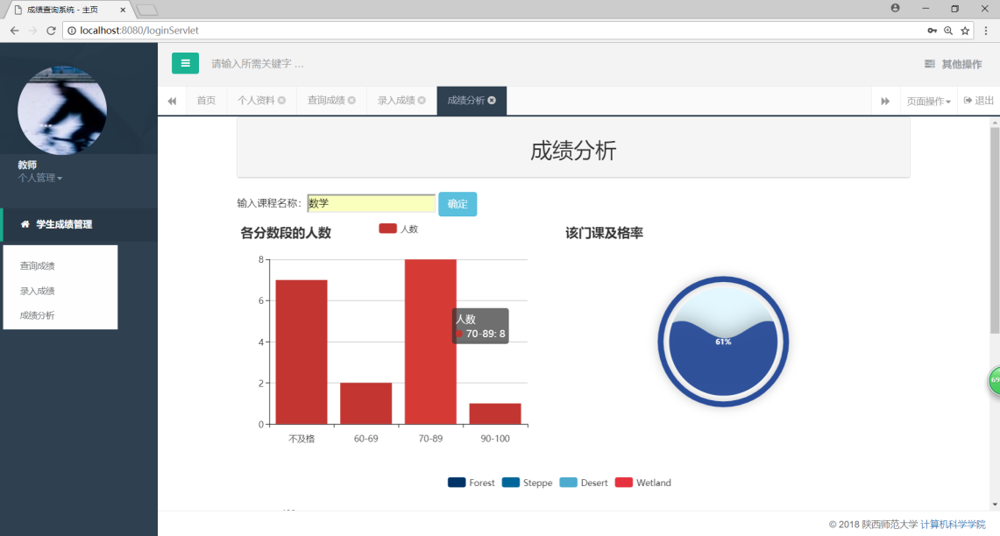 成绩查询系统 - 主页
localhost:8080/loginServlet
请输入所需关键字 …
其他操作
首页
个人资料
查询成绩
录入成绩
成绩分析
页面操作
退出
教师
个人管理
学生成绩管理
查询成绩
录入成绩
成绩分析
成绩分析
输入课程名称: 数学 确定
各分数段的人数
人数
该门课及格率
8
6
4
2
0
人数
70-89: 8
不及格 60-69 70-89 90-100
61%
69
Forest Steppe Desert Wetland
© 2018 陕西师范大学 计算机科学学院